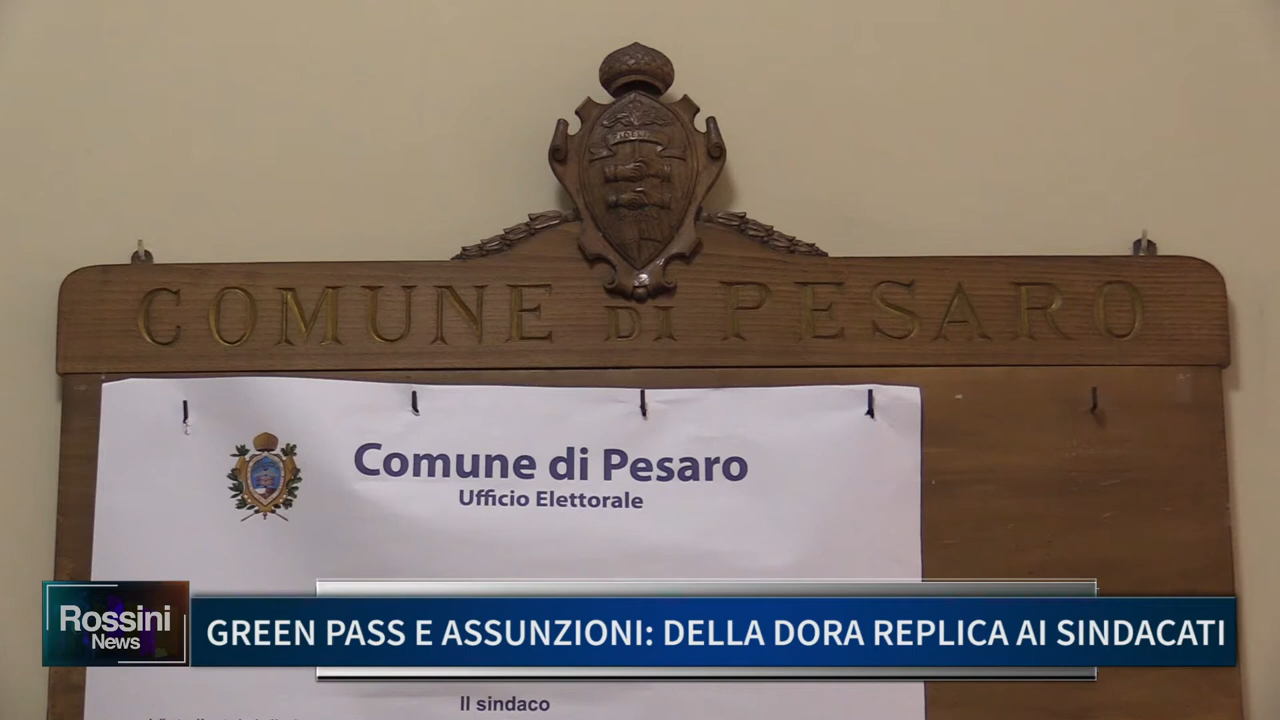 COMUNE DI PESARO
Comune di Pesaro
Ufficio Elettorale
Rossini
News
GREEN PASS E ASSUNZIONI: DELLA DORA REPLICA AI SINDACATI
Il sindaco